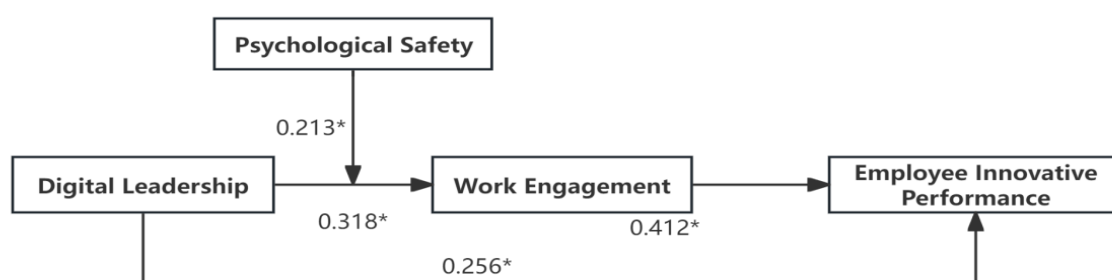 Psychological Safety
0.213*
Digital Leadership
Work Engagement
Employee Innovative
Performance
0.318*
0.412*
0.256*